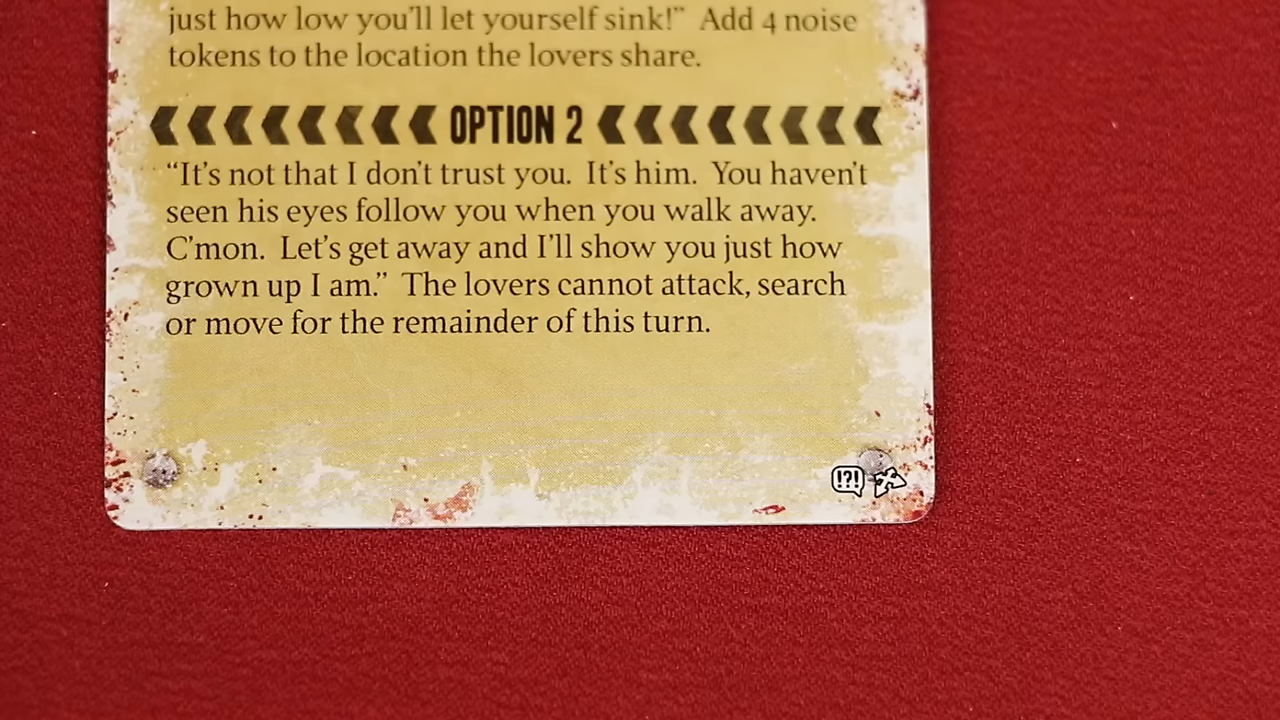 just how low you'll let yourself sink!" Add 4 noise
tokens to the location the lovers share.
OPTION 2
"It's not that I don't trust you. It's him. You haven't
seen his eyes follow you when you walk away.
C'mon. Let's get away and I'll show you just how
grown up I am." The lovers cannot attack, search
or move for the remainder of this turn.
!?!